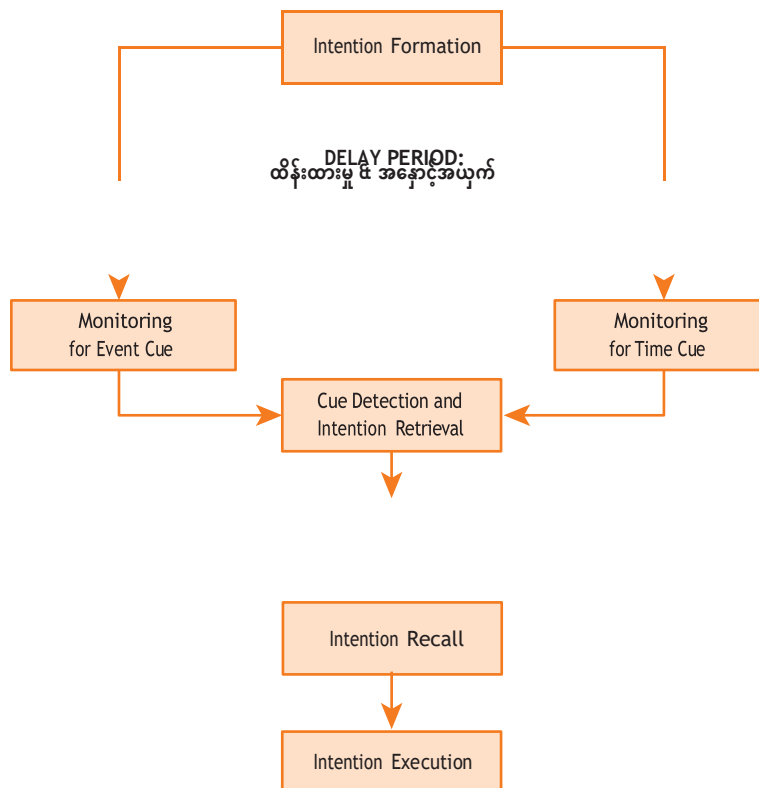 Intention Formation
DELAY PERIOD:
ထိန်းထားမှု & အနှောင့်အယှက်
Monitoring
for Event Cue
Monitoring
for Time Cue
Cue Detection and
Intention Retrieval
Intention Recall
Intention Execution